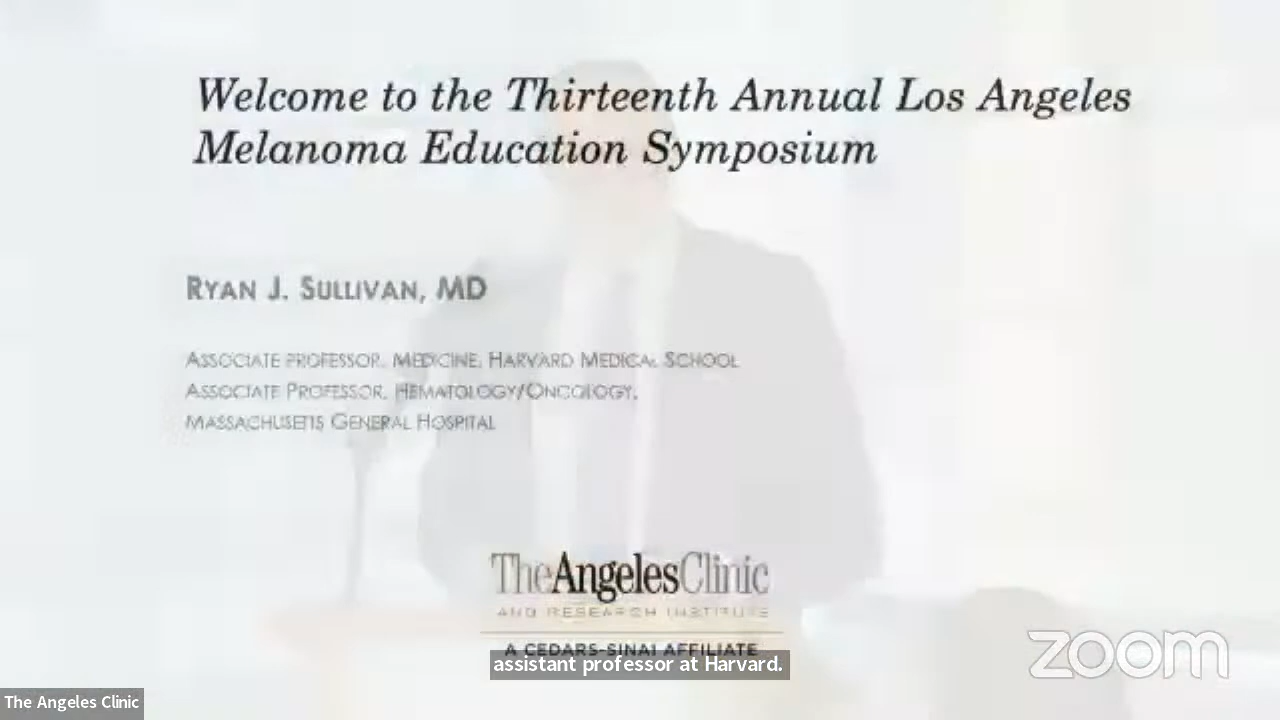 Welcome to the Thirteenth Annual Los Angeles
Melanoma Education Symposium
RYAN J. SULLIVAN, MD
ASSOCIATE PROFESSOR, MEDICINE, HARVARD MEDICAL SCHOOL
ASSOCIATE PROFESSOR, HEMATOLOGY/ONCOLOGY,
MASSACHUSETTS GENERAL HOSPITAL
TheAngelesClinic
AND RESEARCH INSTITUTE
A CEDARS-SINAI AFFILIATE
assistant professor at Harvard.
zoom
The Angeles Clinic